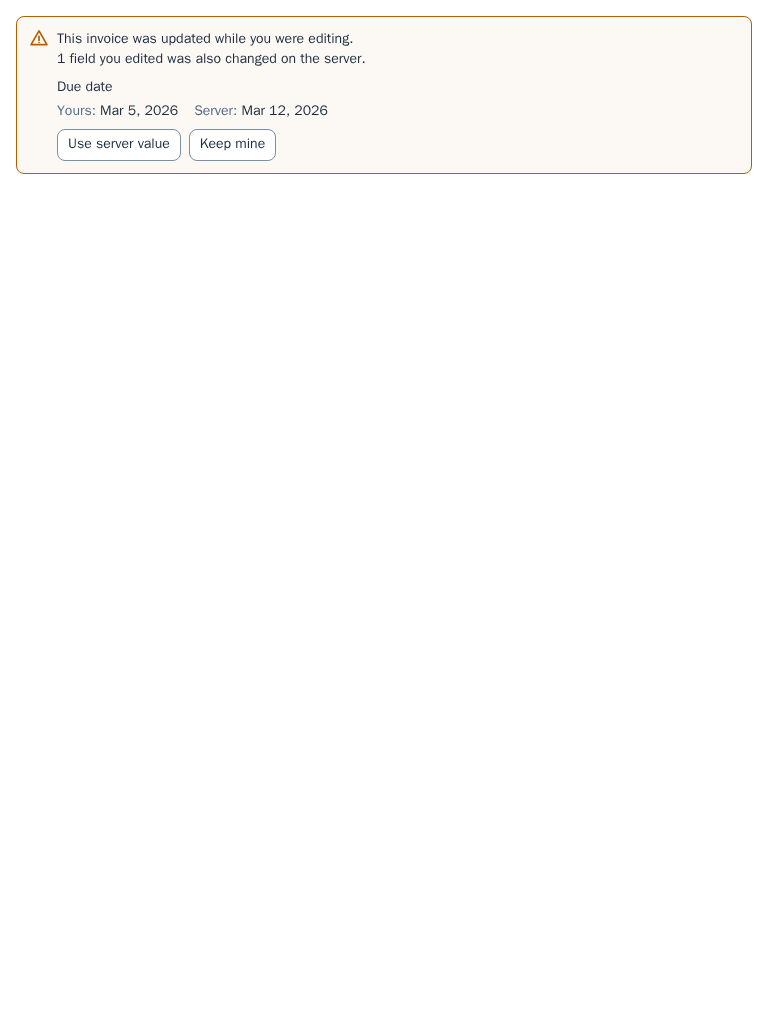 This invoice was updated while you were editing.
1 field you edited was also changed on the server.
Due date
Yours: Mar 5, 2026 Server: Mar 12, 2026
Use server value Keep mine